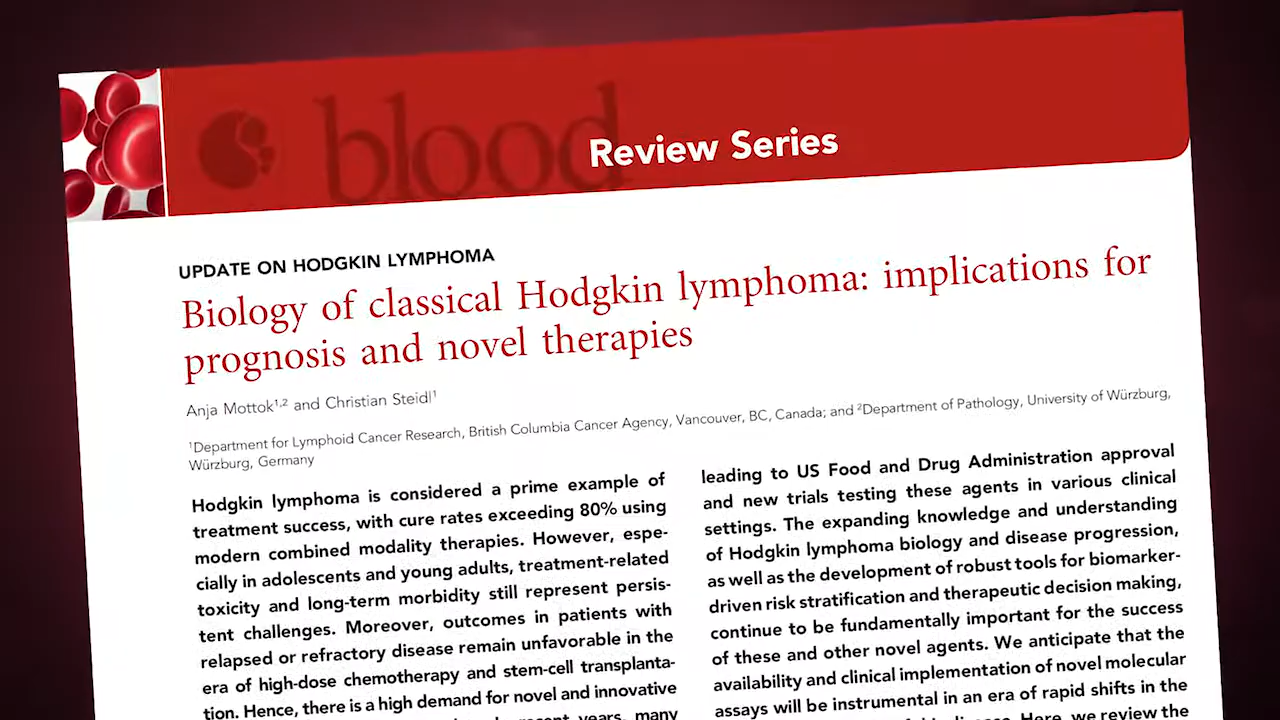 blood
Review Series
UPDATE ON HODGKIN LYMPHOMA
Biology of classical Hodgkin lymphoma: implications for
prognosis and novel therapies
Anja Mottok1,2 and Christian Steidl1
1Department for Lymphoid Cancer Research, British Columbia Cancer Agency, Vancouver, BC, Canada; and 2Department of Pathology, University of Würzburg,
Würzburg, Germany
Hodgkin lymphoma is considered a prime example of
treatment success, with cure rates exceeding 80% using
modern combined modality therapies. However, espe-
cially in adolescents and young adults, treatment-related
toxicity and long-term morbidity still represent persis-
tent challenges. Moreover, outcomes in patients with
relapsed or refractory disease remain unfavorable in the
era of high-dose chemotherapy and stem-cell transplanta-
tion. Hence, there is a high demand for novel and innovative
recent years, many
leading to US Food and Drug Administration approval
and new trials testing these agents in various clinical
settings. The expanding knowledge and understanding
of Hodgkin lymphoma biology and disease progression,
as well as the development of robust tools for biomarker-
driven risk stratification and therapeutic decision making,
continue to be fundamentally important for the success
of these and other novel agents. We anticipate that the
availability and clinical implementation of novel molecular
assays will be instrumental in an era of rapid shifts in the
Here, we review the